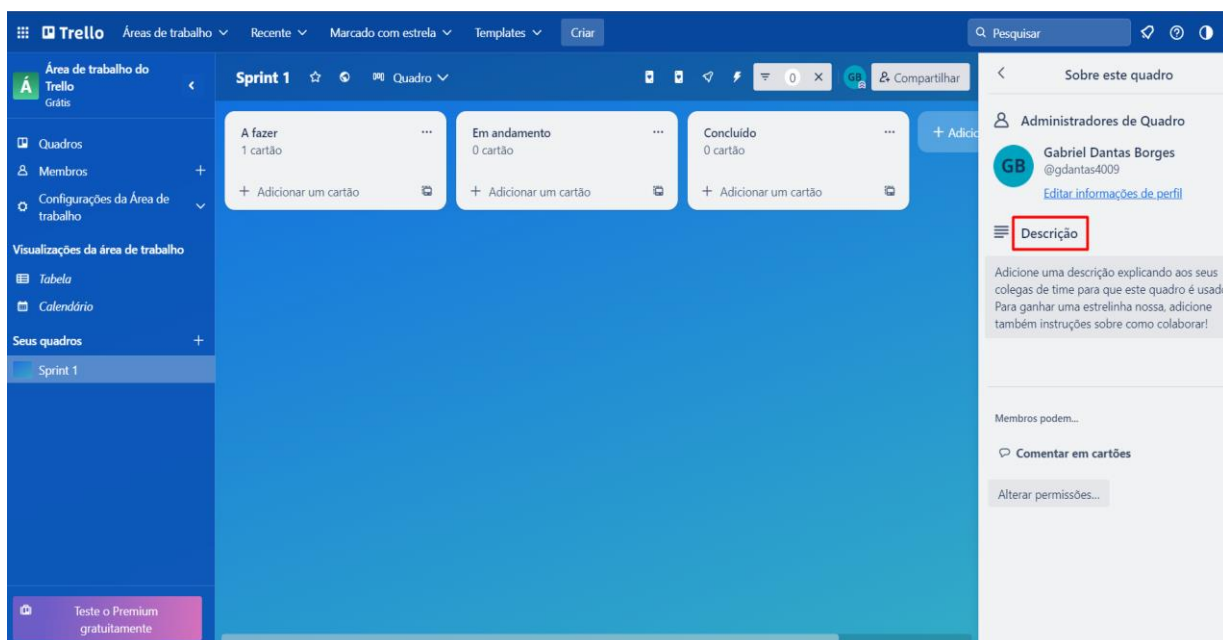 Trello Áreas de trabalho Recente Marcado com estrela Templates Criar Pesquisar
Á
Área de trabalho do
Trello
Grátis
Quadros
Membros
Configurações da Área de
trabalho
Visualizações da área de trabalho
Tabela
Calendário
Seus quadros
Sprint 1
Teste o Premium
gratuitamente
Sprint 1 Quadro 0 GB Compartilhar
A fazer
1 cartão
+ Adicionar um cartão
Em andamento
0 cartão
+ Adicionar um cartão
Concluído
0 cartão
+ Adicionar um cartão
+ Adic
Sobre este quadro
Administradores de Quadro
GB
Gabriel Dantas Borges
@gdantas4009
Editar informações de perfil
Descrição
Adicione uma descrição explicando aos seus
colegas de time para que este quadro é usad
Para ganhar uma estrelinha nossa, adicione
também instruções sobre como colaborar!
Membros podem...
Comentar em cartões
Alterar permissões...